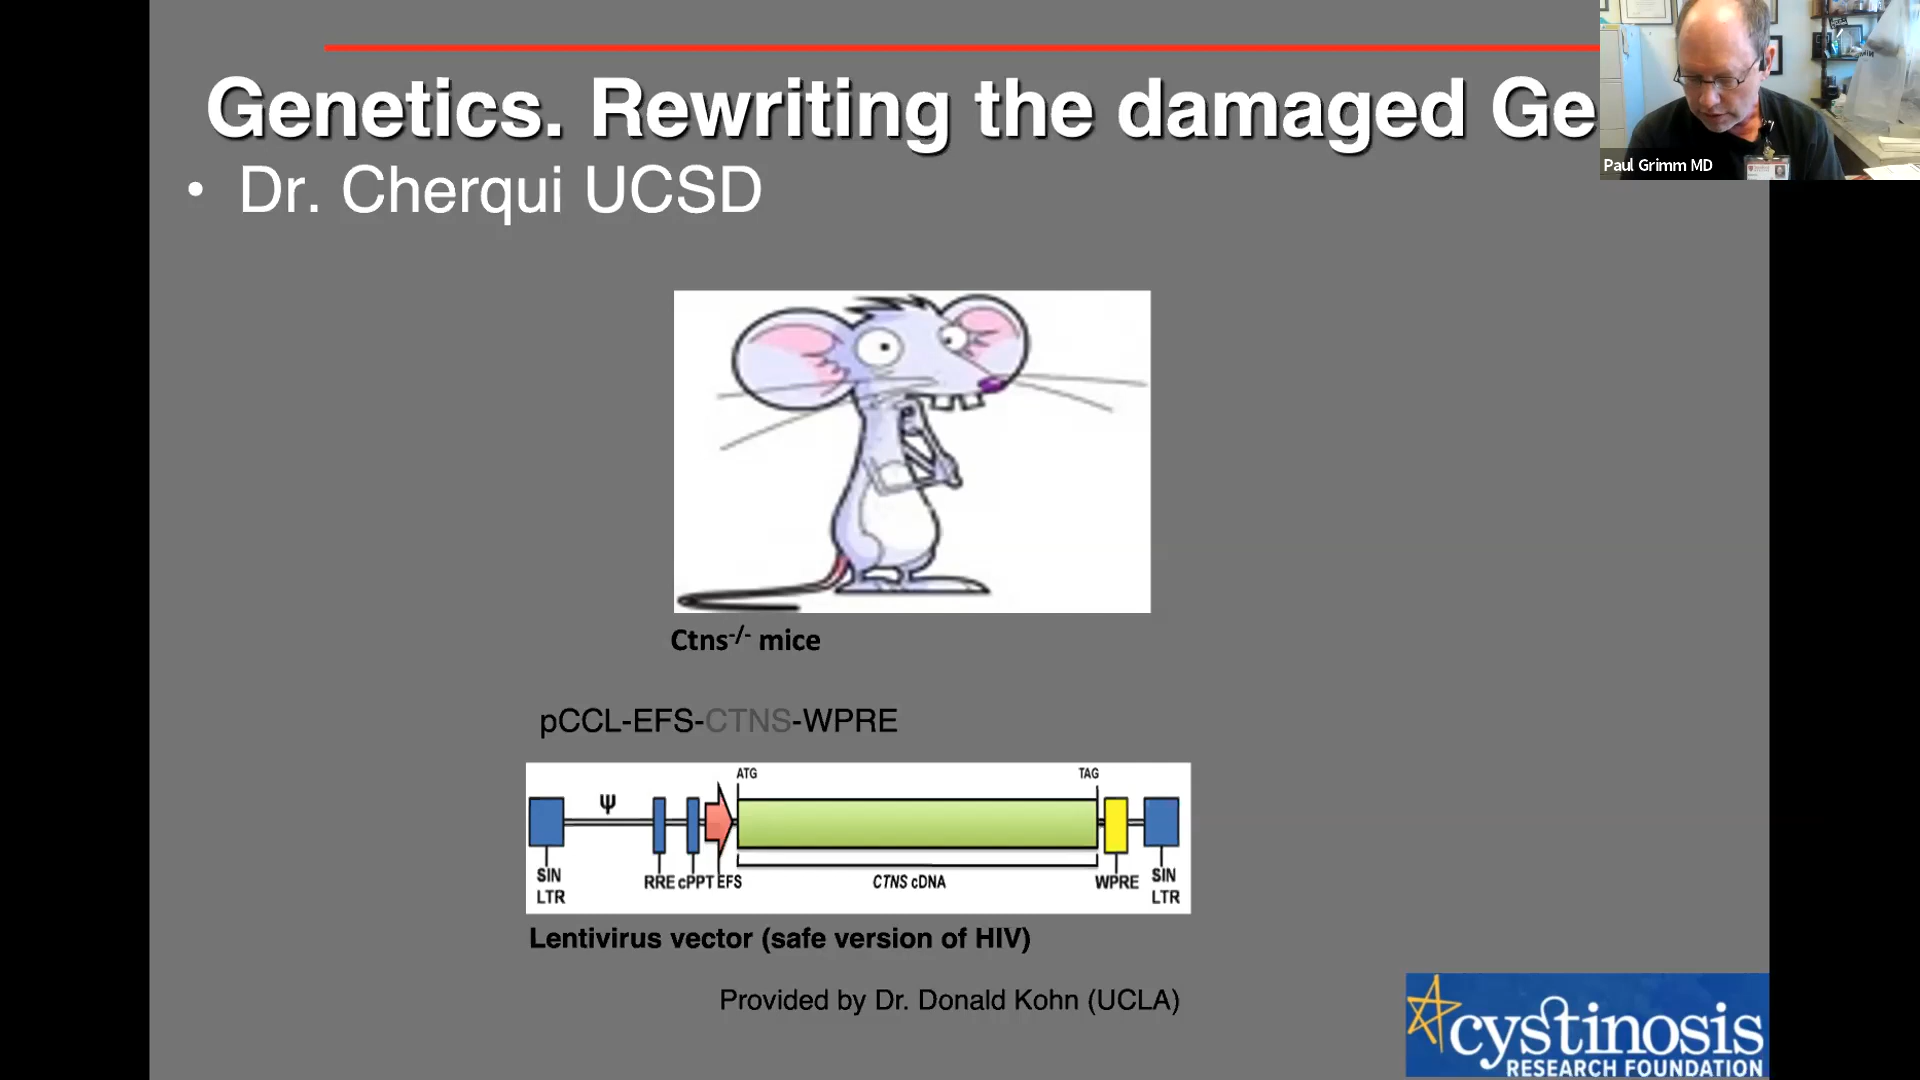 Genetics. Rewriting the damaged Ge
Paul Grimm MD
• Dr. Cherqui UCSD
Ctns-/- mice
pCCL-EFS-CTNS-WPRE
ATG TAG
Ψ
SIN LTR RRE cPPT EFS CTNS cDNA WPRE SIN LTR
Lentivirus vector (safe version of HIV)
Provided by Dr. Donald Kohn (UCLA)
cystinosis
RESEARCH FOUNDATION